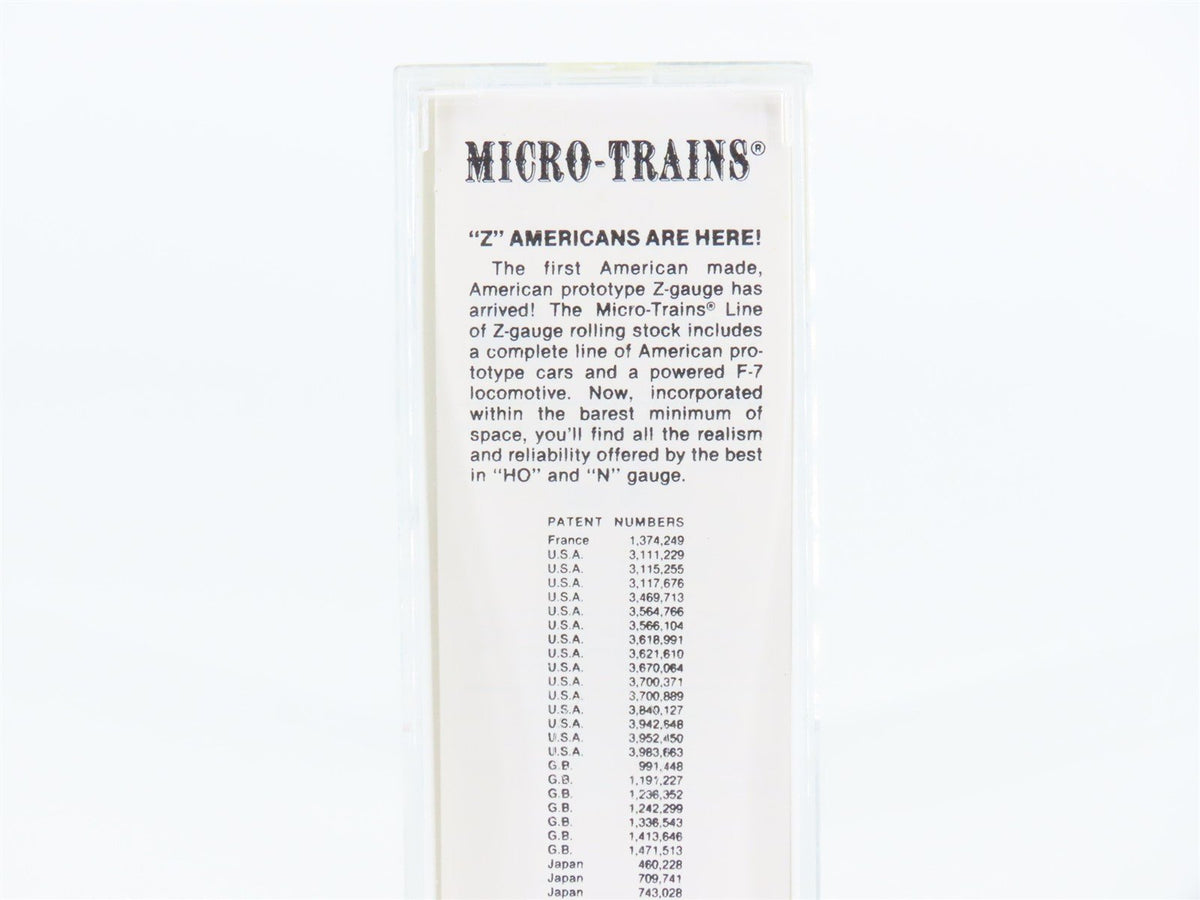 MICRO-TRAINS®
"Z" AMERICANS ARE HERE!
The first American made,
American prototype Z-gauge has
arrived! The Micro-Trains® Line
of Z-gauge rolling stock includes
a complete line of American pro-
totype cars and a powered F-7
locomotive. Now, incorporated
within the barest minimum of
space, you'll find all the realism
and reliability offered by the best
in "HO" and "N" gauge.
PATENT NUMBERS
France 1,374,249
U.S.A. 3,111,229
U.S.A. 3,115,255
U.S.A. 3,117,676
U.S.A. 3,469,713
U.S.A. 3,564,766
U.S.A. 3,566,104
U.S.A. 3,618,991
U.S.A. 3,621,610
U.S.A. 3,670,064
U.S.A. 3,700,371
U.S.A. 3,700,889
U.S.A. 3,840,127
U.S.A. 3,942,648
U.S.A. 3,952,450
U.S.A. 3,983,663
G.B. 991,448
G.B. 1,191,227
G.B. 1,236,352
G.B. 1,242,299
G.B. 1,336,543
G.B. 1,413,646
G.B. 1,471,513
Japan 460,228
Japan 709,741
Japan 743,028